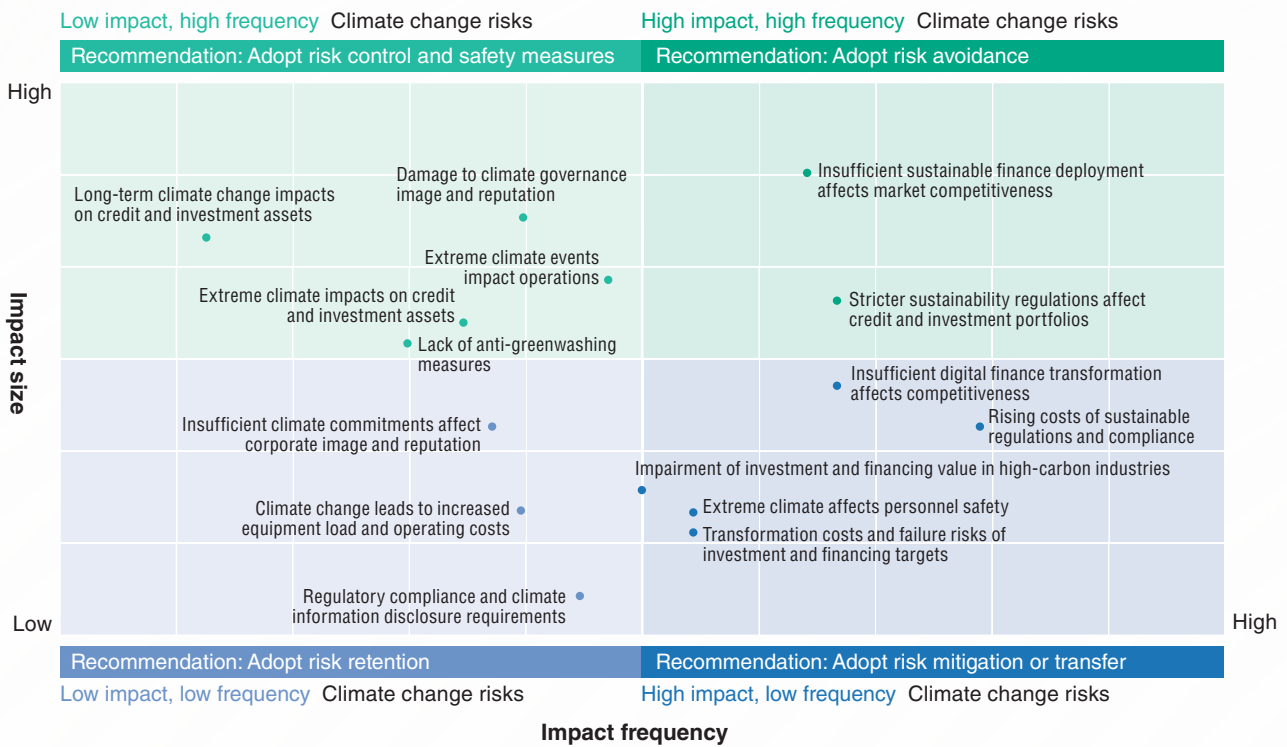 Low impact, high frequency Climate change risks
High impact, high frequency Climate change risks
Recommendation: Adopt risk control and safety measures
Recommendation: Adopt risk avoidance
High
Damage to climate governance
image and reputation
Insufficient sustainable finance deployment
affects market competitiveness
Long-term climate change impacts
on credit and investment assets
Extreme climate events
impact operations
Extreme climate impacts on credit
and investment assets
Stricter sustainability regulations affect
credit and investment portfolios
Lack of anti-greenwashing
measures
Impact size
Insufficient digital finance transformation
affects competitiveness
Insufficient climate commitments affect
corporate image and reputation
Rising costs of sustainable
regulations and compliance
Impairment of investment and financing value in high-carbon industries
Climate change leads to increased
equipment load and operating costs
Extreme climate affects personnel safety
Transformation costs and failure risks of
investment and financing targets
Regulatory compliance and climate
information disclosure requirements
Low
High
Recommendation: Adopt risk retention
Recommendation: Adopt risk mitigation or transfer
Low impact, low frequency Climate change risks
High impact, low frequency Climate change risks
Impact frequency